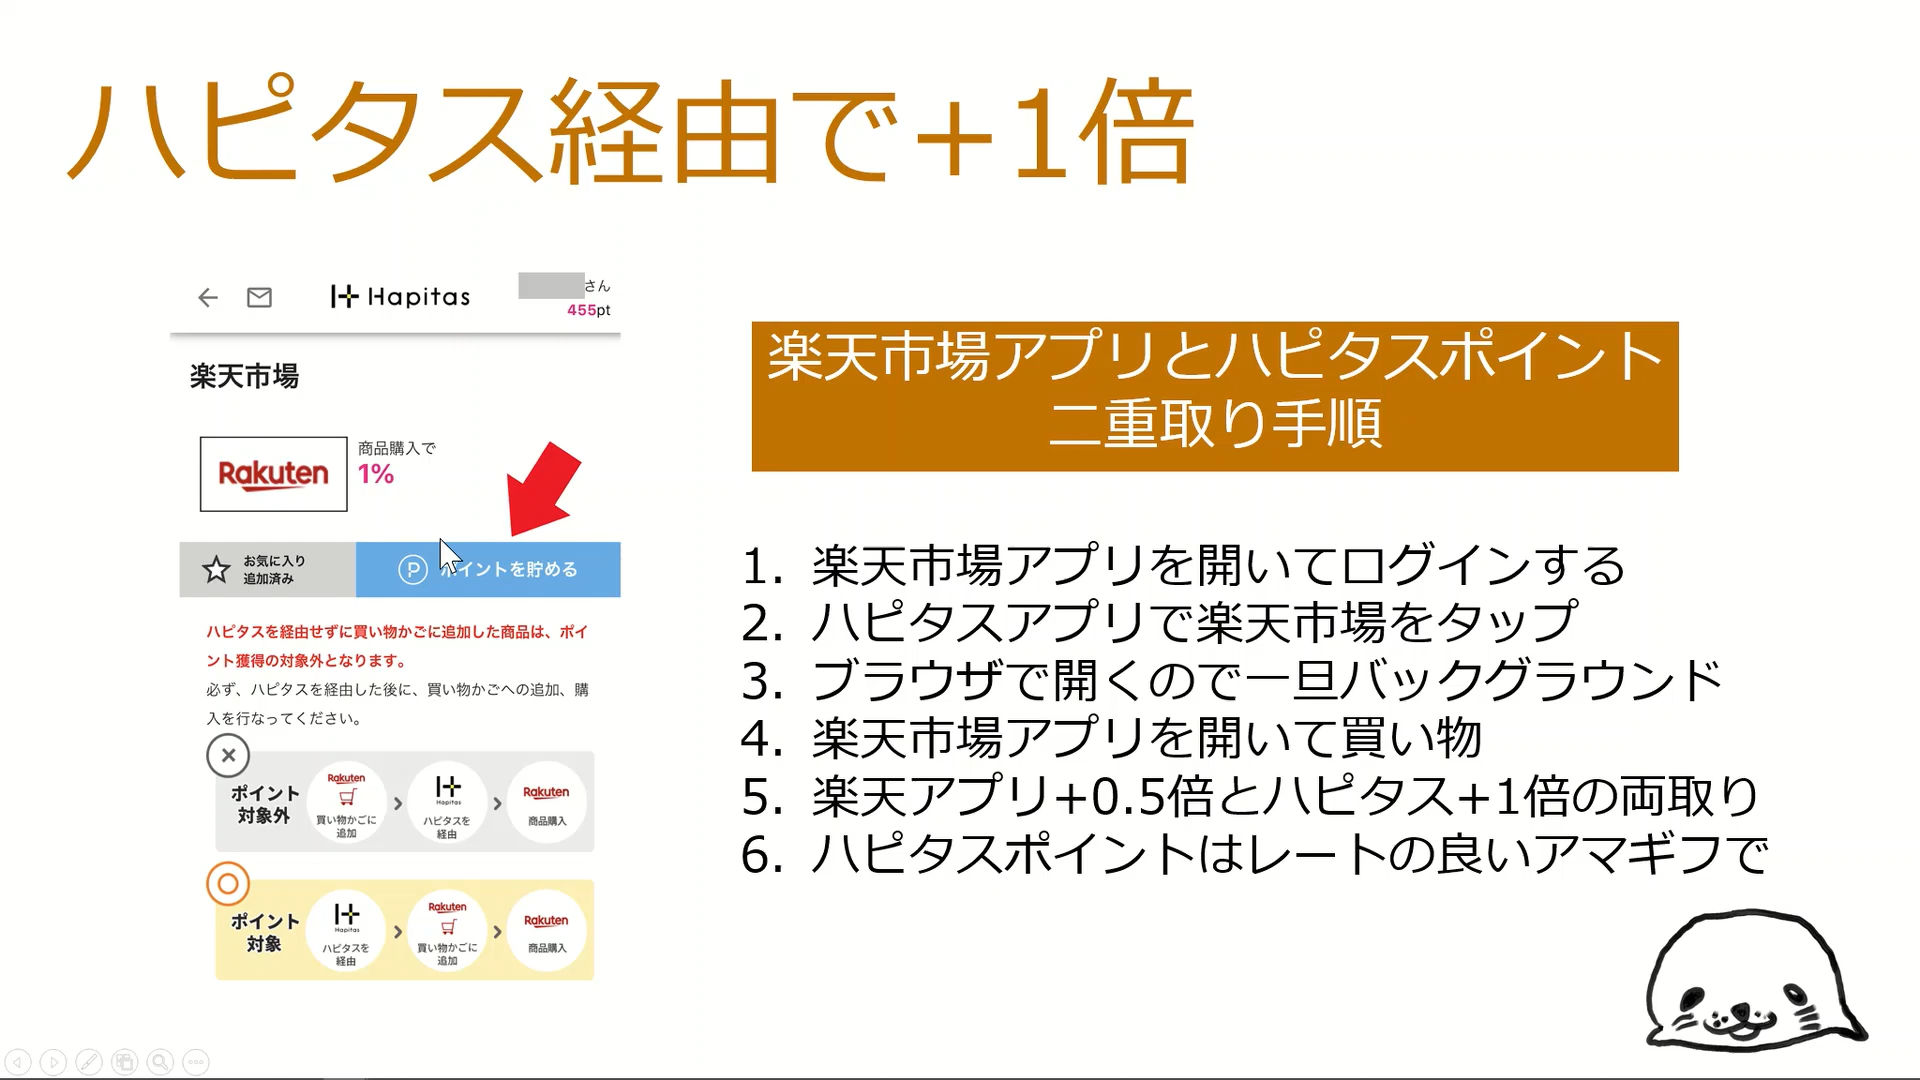 ハピタス経由で+1倍
Hapitas
さん
455pt
楽天市場
Rakuten
商品購入で
1%
お気に入り
追加済み
ポイントを貯める
ハピタスを経由せずに買い物かごに追加した商品は、ポイ
ント獲得の対象外となります。
必ず、ハピタスを経由した後に、買い物かごへの追加、購
入を行なってください。
ポイント
対象外
Rakuten
買い物かごに
追加
Hapitas
ハピタスを
経由
Rakuten
商品購入
ポイント
対象
Hapitas
ハピタスを
経由
Rakuten
買い物かごに
追加
Rakuten
商品購入
楽天市場アプリとハピタスポイント
二重取り手順
1. 楽天市場アプリを開いてログインする
2. ハピタスアプリで楽天市場をタップ
3. ブラウザで開くので一旦バックグラウンド
4. 楽天市場アプリを開いて買い物
5. 楽天アプリ+0.5倍とハピタス+1倍の両取り
6. ハピタスポイントはレートの良いアマギフで